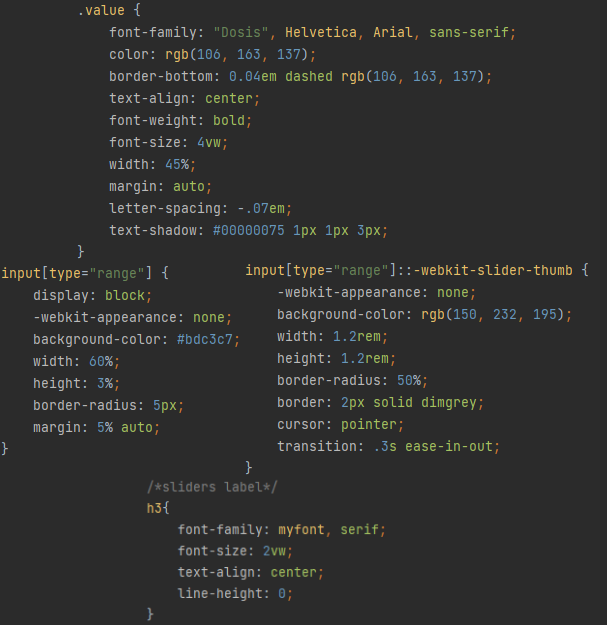 .value {
font-family: "Dosis", Helvetica, Arial, sans-serif;
color: rgb(106, 163, 137);
border-bottom: 0.04em dashed rgb(106, 163, 137);
text-align: center;
font-weight: bold;
font-size: 4vw;
width: 45%;
margin: auto;
letter-spacing: -.07em;
text-shadow: #00000075 1px 1px 3px;
}
input[type="range"] {
display: block;
-webkit-appearance: none;
background-color: #bdc3c7;
width: 60%;
height: 3%;
border-radius: 5px;
margin: 5% auto;
}
input[type="range"]::-webkit-slider-thumb {
-webkit-appearance: none;
background-color: rgb(150, 232, 195);
width: 1.2rem;
height: 1.2rem;
border-radius: 50%;
border: 2px solid dimgrey;
cursor: pointer;
transition: .3s ease-in-out;
}
/*sliders label*/
h3{
font-family: myfont, serif;
font-size: 2vw;
text-align: center;
line-height: 0;
}